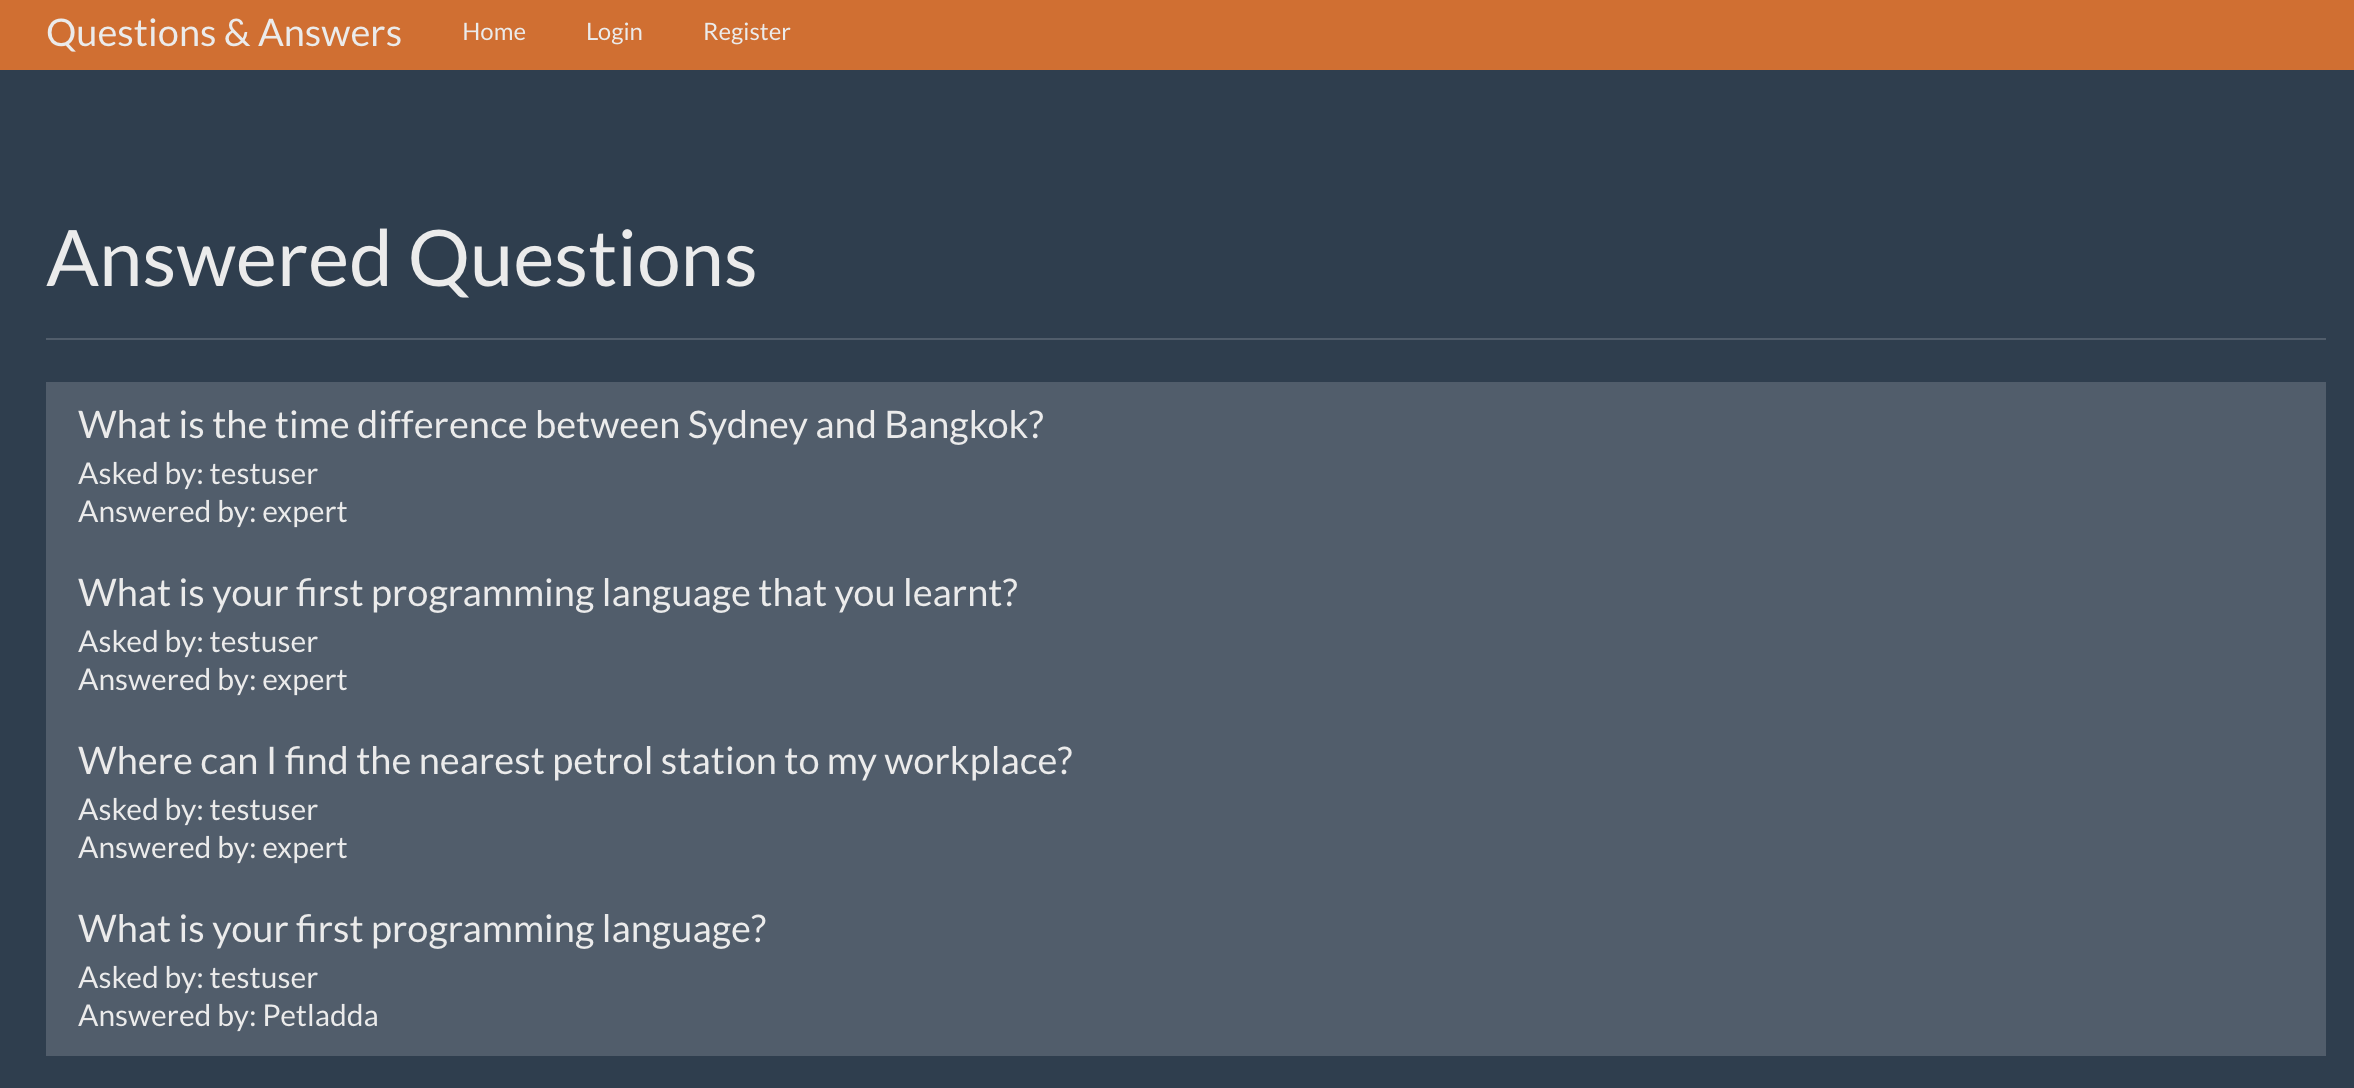 Questions & Answers Home Login Register
Answered Questions
What is the time difference between Sydney and Bangkok?
Asked by: testuser
Answered by: expert
What is your first programming language that you learnt?
Asked by: testuser
Answered by: expert
Where can I find the nearest petrol station to my workplace?
Asked by: testuser
Answered by: expert
What is your first programming language?
Asked by: testuser
Answered by: Petladda